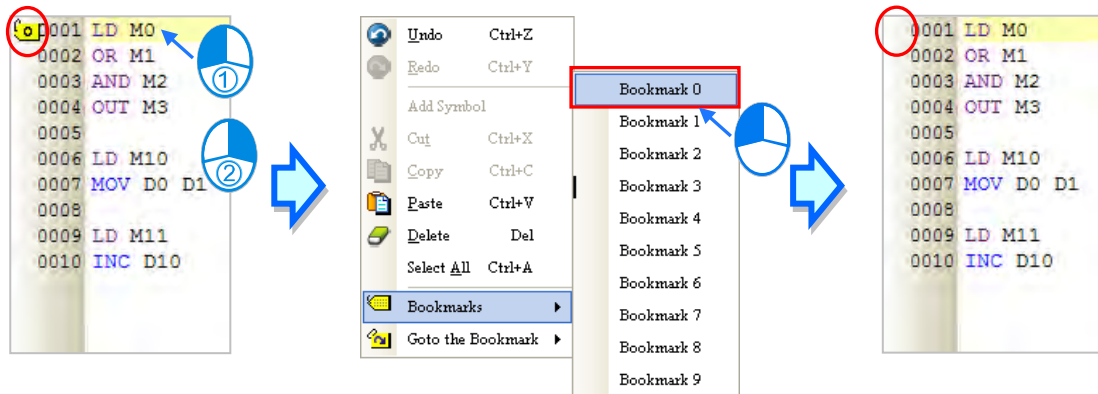 0001 LD M0
0002 OR M1
0003 AND M2
0004 OUT M3
0005
0006 LD M10
0007 MOV D0 D1
0008
0009 LD M11
0010 INC D10
①
②
Undo Ctrl+Z
Redo Ctrl+Y
Add Symbol
Cut Ctrl+X
Copy Ctrl+C
Paste Ctrl+V
Delete Del
Select All Ctrl+A
Bookmarks
Goto the Bookmark
Bookmark 0
Bookmark 1
Bookmark 2
Bookmark 3
Bookmark 4
Bookmark 5
Bookmark 6
Bookmark 7
Bookmark 8
Bookmark 9
0001 LD M0
0002 OR M1
0003 AND M2
0004 OUT M3
0005
0006 LD M10
0007 MOV D0 D1
0008
0009 LD M11
0010 INC D10